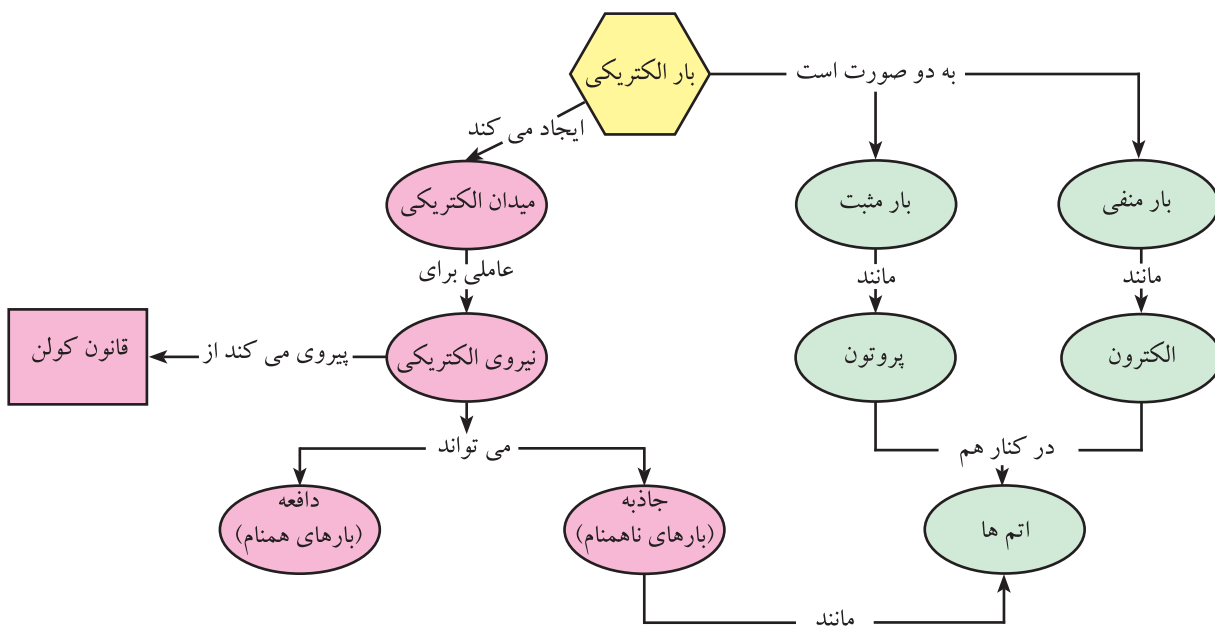 بار الکتریکی
به دو صورت است
ایجاد می کند
میدان الکتریکی
بار مثبت
بار منفی
عاملی برای
مانند
مانند
نیروی الکتریکی
پروتون
الکترون
پیروی می کند از
قانون کولن
می تواند
در کنار هم
دافعه
(بارهای همنام)
جاذبه
(بارهای ناهمنام)
اتم ها
مانند